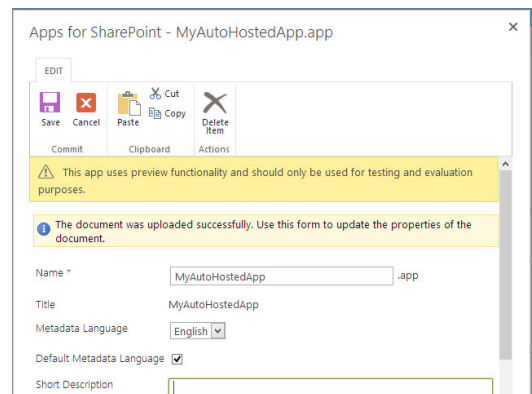 Apps for SharePoint - MyAutoHostedApp.app
EDIT
Save
Cancel
Paste
Cut
Copy
Delete
Item
Commit
Clipboard
Actions
This app uses preview functionality and should only be used for testing and evaluation
purposes.
The document was uploaded successfully. Use this form to update the properties of the
document.
Name * MyAutoHostedApp .app
Title MyAutoHostedApp
Metadata Language English
Default Metadata Language
Short Description